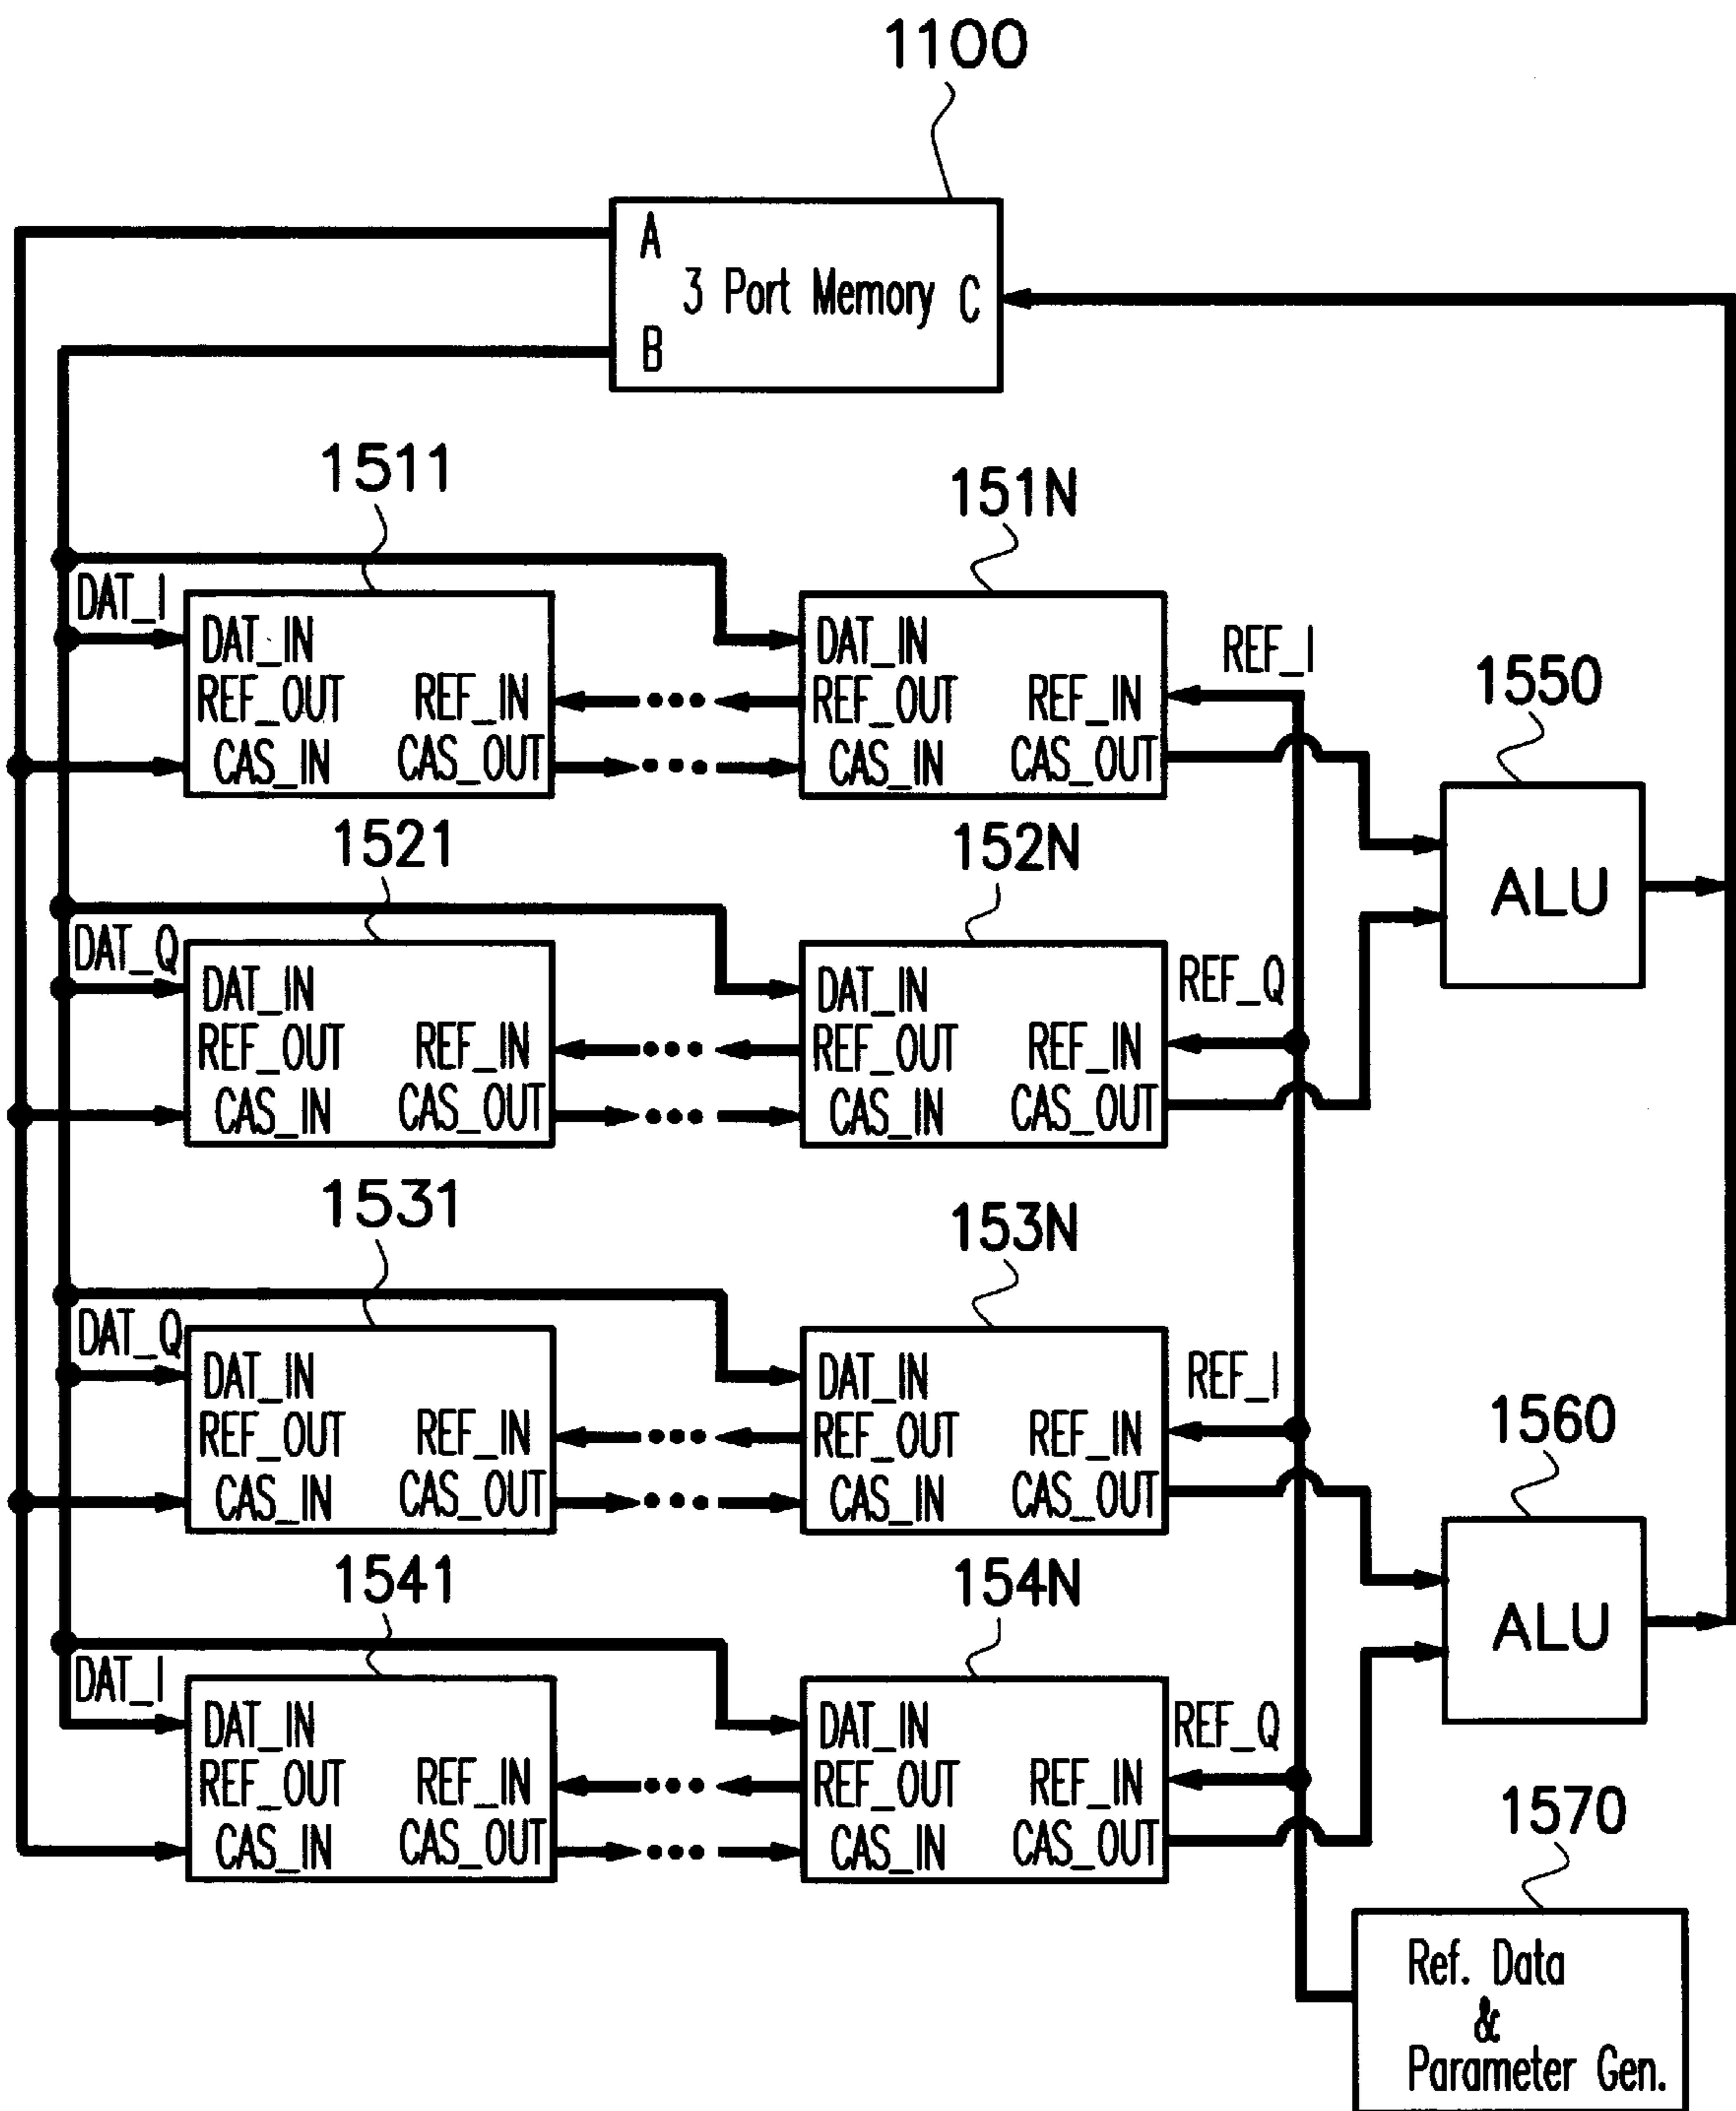 1100
A
3 Port Memory C
B
1511
151N
DAT_I
DAT_IN
REF_OUT REF_IN
CAS_IN CAS_OUT
DAT_IN
REF_OUT REF_IN
CAS_IN CAS_OUT
REF_I
1550
ALU
1521
152N
DAT_Q
DAT_IN
REF_OUT REF_IN
CAS_IN CAS_OUT
DAT_IN
REF_OUT REF_IN
CAS_IN CAS_OUT
REF_Q
1531
153N
DAT_Q
DAT_IN
REF_OUT REF_IN
CAS_IN CAS_OUT
DAT_IN
REF_OUT REF_IN
CAS_IN CAS_OUT
REF_I
1560
ALU
1541
154N
DAT_I
DAT_IN
REF_OUT REF_IN
CAS_IN CAS_OUT
DAT_IN
REF_OUT REF_IN
CAS_IN CAS_OUT
REF_Q
1570
Ref. Data
&
Parameter Gen.